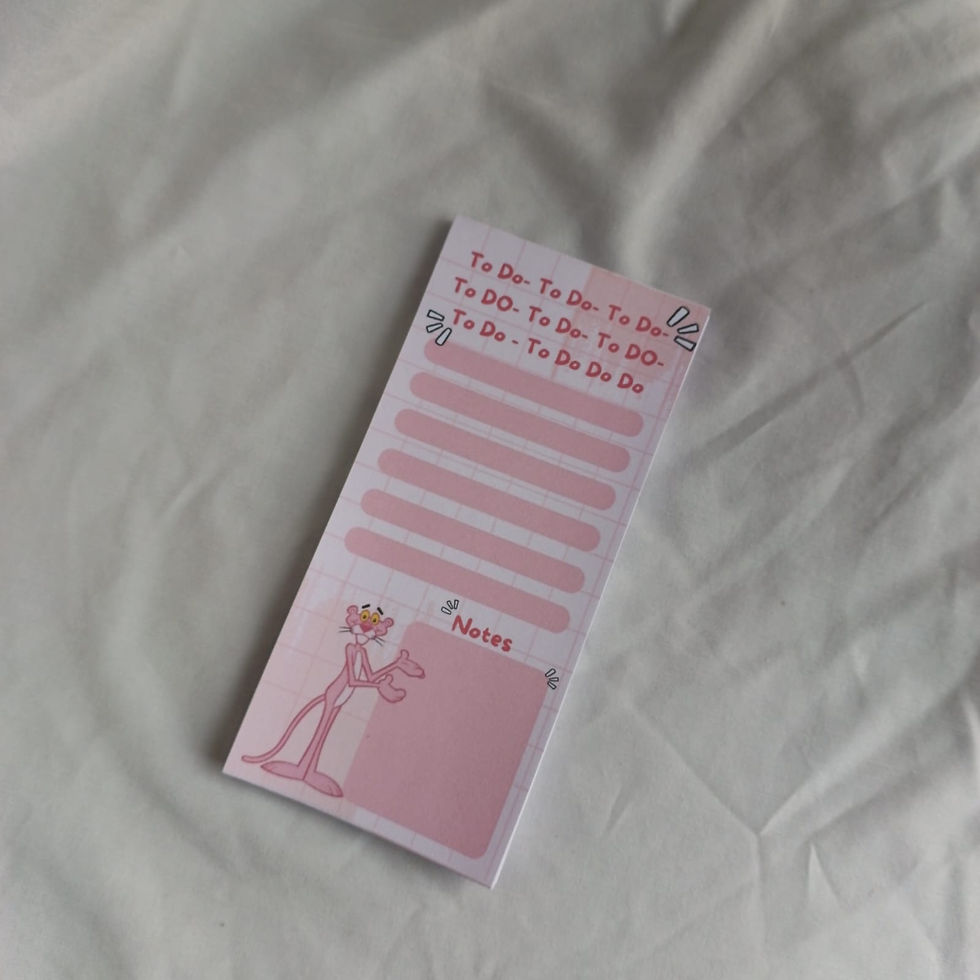 To Do- To Do- To Do-
To DO- To Do- To DO-
To Do - To Do Do Do
Notes